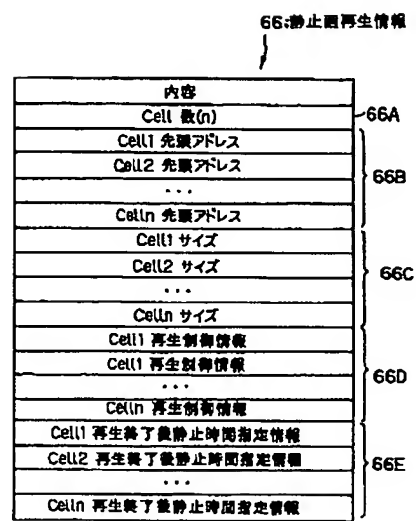 66:静止画再生情報
内容
Cell 数(n)
66A
Cell1 先頭アドレス
Cell2 先頭アドレス
...
Celln 先頭アドレス
66B
Cell1 サイズ
Cell2 サイズ
...
Celln サイズ
66C
Cell1 再生制御情報
Cell1 再生制御情報
...
Celln 再生制御情報
66D
Cell1 再生終了後静止時間指定情報
Cell2 再生終了後静止時間指定情報
...
Celln 再生終了後静止時間指定情報
66E